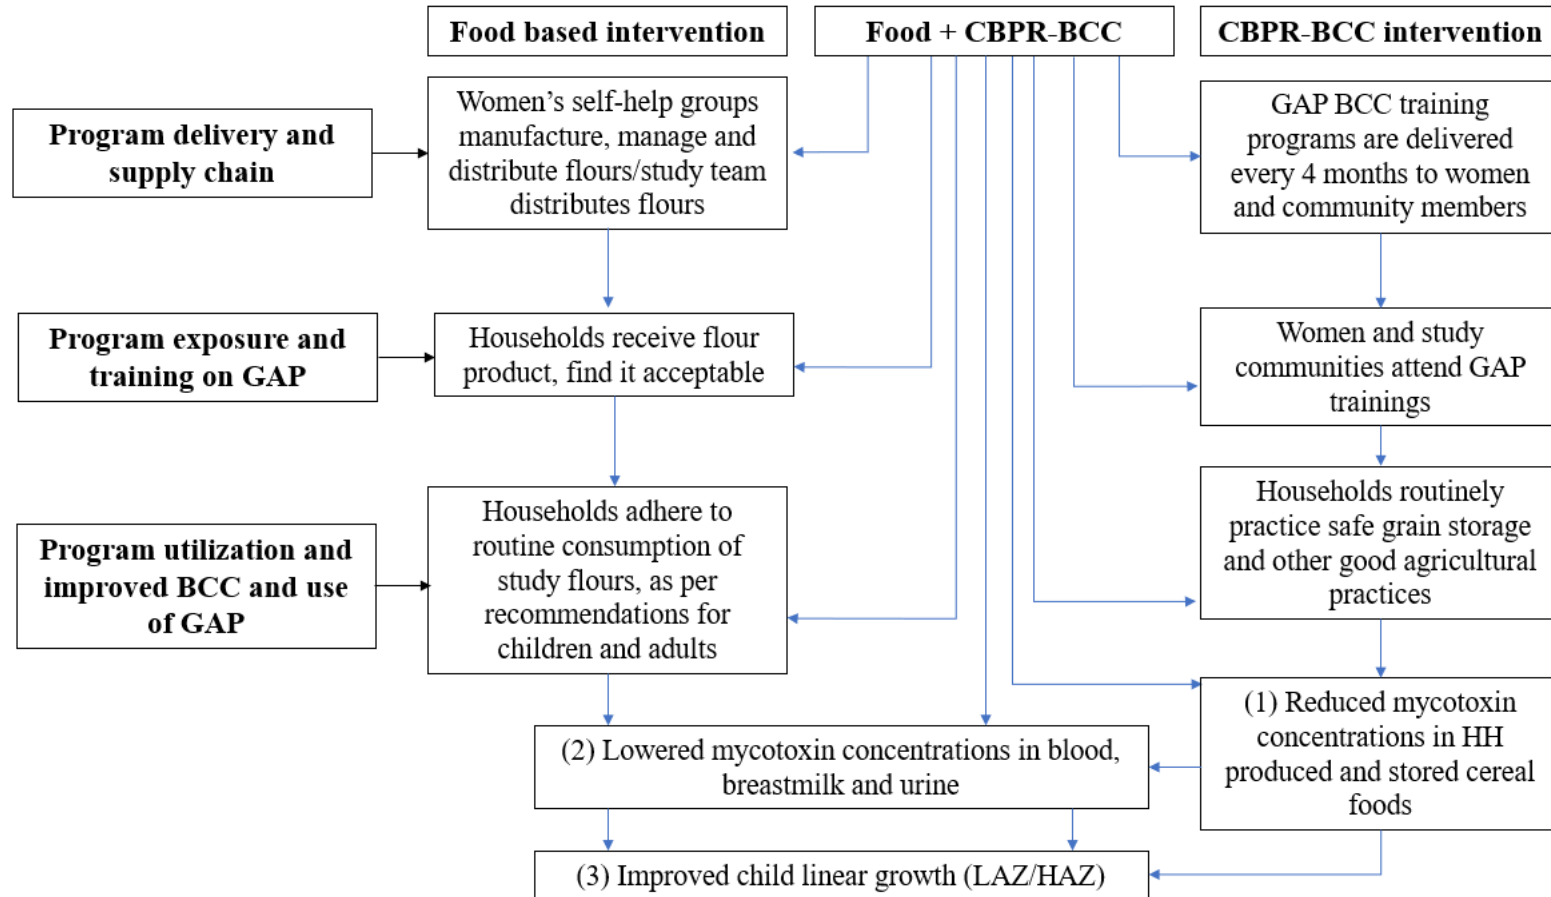 Food based intervention
Food + CBPR-BCC
CBPR-BCC intervention
Program delivery and
supply chain
Women’s self-help groups
manufacture, manage and
distribute flours/study team
distributes flours
GAP BCC training
programs are delivered
every 4 months to women
and community members
Program exposure and
training on GAP
Households receive flour
product, find it acceptable
Women and study
communities attend GAP
trainings
Program utilization and
improved BCC and use
of GAP
Households adhere to
routine consumption of
study flours, as per
recommendations for
children and adults
Households routinely
practice safe grain storage
and other good agricultural
practices
(1) Reduced mycotoxin
concentrations in HH
produced and stored cereal
foods
(2) Lowered mycotoxin concentrations in blood,
breastmilk and urine
(3) Improved child linear growth (LAZ/HAZ)